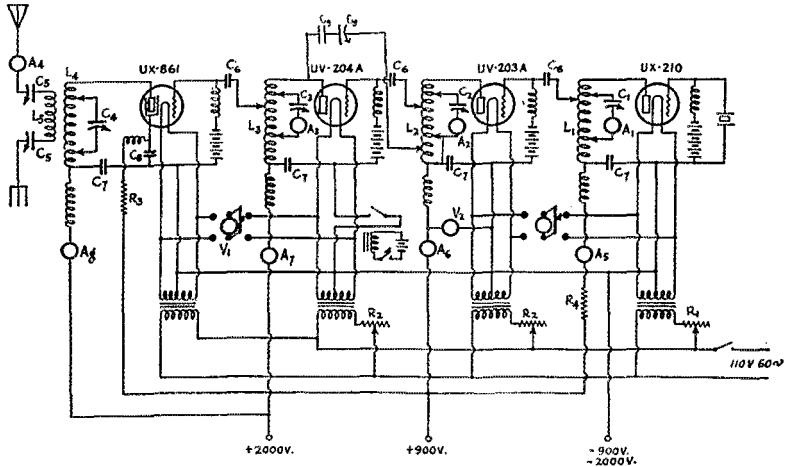 A4
C5
L5
C5
L4
C4
C7
A8
UX-861
C8
R3
C6
C9 C9
UV-204A
C3
A3
L3
C7
A7
V1
R2
C6
UV-203A
C2
A2
L2
C7
V2
A6
R2
C6
UX-210
C1
A1
L1
C7
A5
R4
R1
110V 60~
+2000V.
+900V.
-900V.
-2000V.